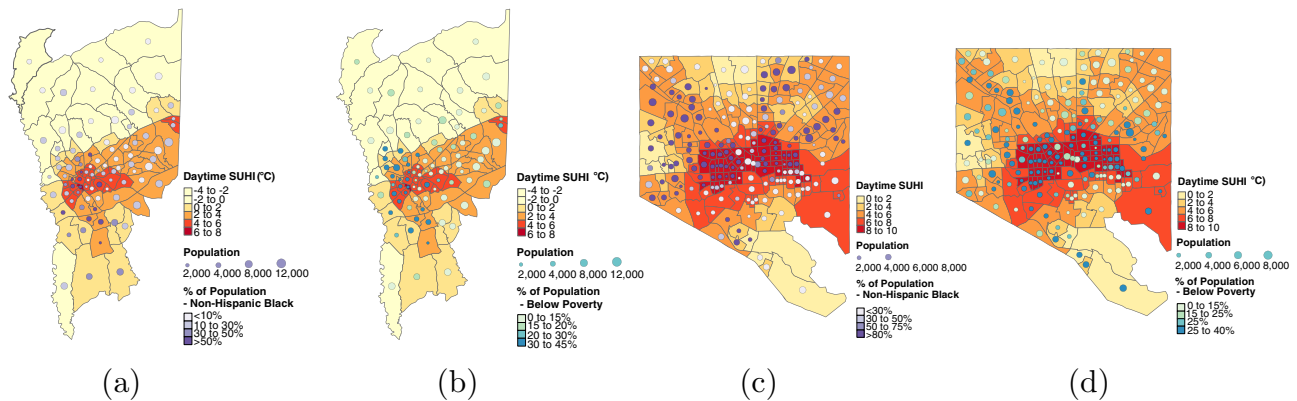 Daytime SUHI (°C)
-4 to -2
-2 to 0
0 to 2
2 to 4
4 to 6
6 to 8
Population
2,000 4,000 8,000 12,000
% of Population
- Non-Hispanic Black
<10%
10 to 30%
30 to 50%
>50%
(a)
Daytime SUHI °C)
-4 to -2
-2 to 0
0 to 2
2 to 4
4 to 6
6 to 8
Population
2,000 4,000 8,000 12,000
% of Population
- Below Poverty
0 to 15%
15 to 20%
20 to 30%
30 to 45%
(b)
Daytime SUHI
0 to 2
2 to 4
4 to 6
6 to 8
8 to 10
Population
2,000 4,000 6,000 8,000
% of Population
- Non-Hispanic Black
<30%
30 to 50%
50 to 75%
>80%
(c)
Daytime SUHI °C)
0 to 2
2 to 4
4 to 6
6 to 8
8 to 10
Population
2,000 4,000 6,000 8,000
% of Population
- Below Poverty
0 to 15%
15 to 25%
25%
25 to 40%
(d)